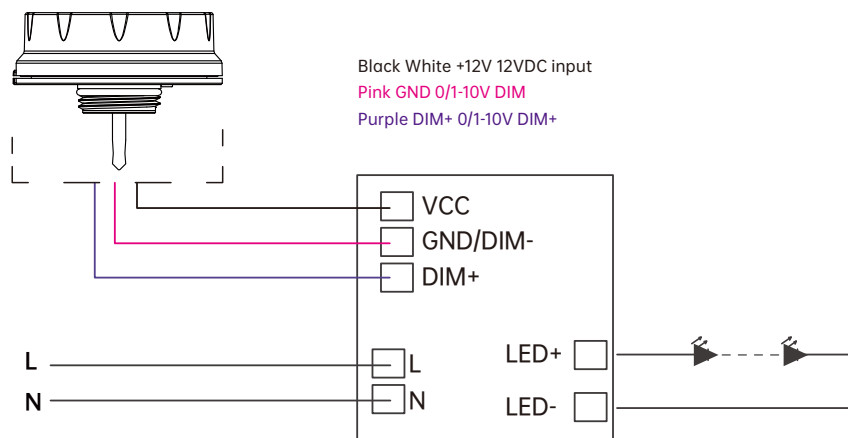 Black White +12V 12VDC input
Pink GND 0/1-10V DIM
Purple DIM+ 0/1-10V DIM+
VCC
GND/DIM-
DIM+
L
L
N
N
LED+
LED-